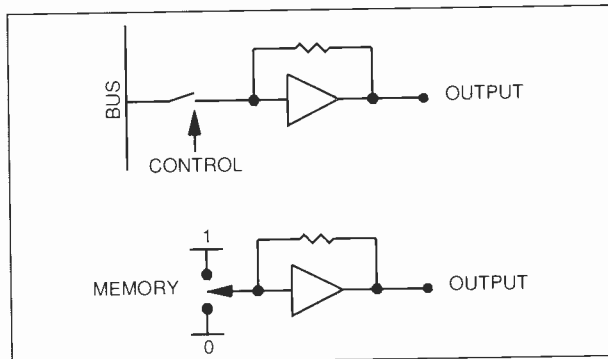 BUS
OUTPUT
CONTROL
1
MEMORY
OUTPUT
0